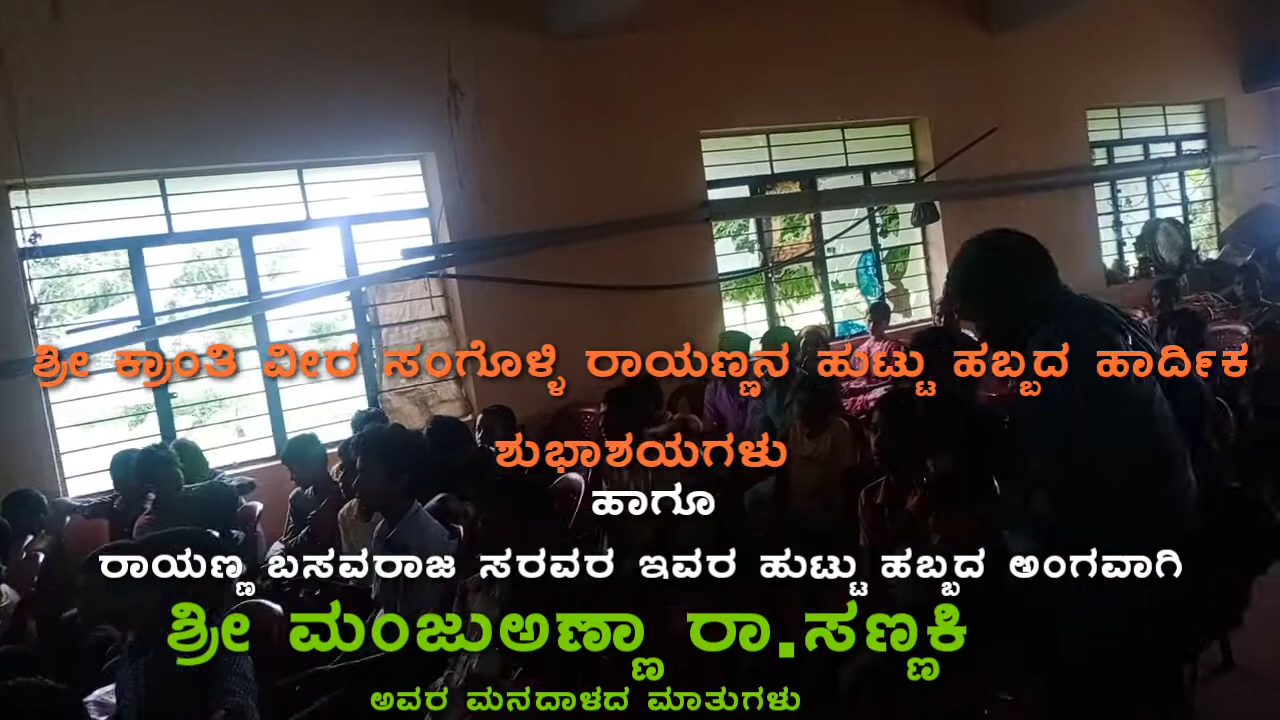 ಶ್ರೀ ಕ್ರಾಂತಿ ವೀರ ಸಂಗೊಳ್ಳಿ ರಾಯಣ್ಣನ ಹುಟ್ಟು ಹಬ್ಬದ ಹಾರ್ದಿಕ
ಶುಭಾಶಯಗಳು
ಹಾಗೂ
ರಾಯಣ್ಣ ಬಸವರಾಜ ಸರವರ ಇವರ ಹುಟ್ಟು ಹಬ್ಬದ ಅಂಗವಾಗಿ
ಶ್ರೀ ಮಂಜುಅಣ್ಣಾ ರಾ.ಸಣ್ಣಕಿ
ಅವರ ಮನದಾಳದ ಮಾತುಗಳು